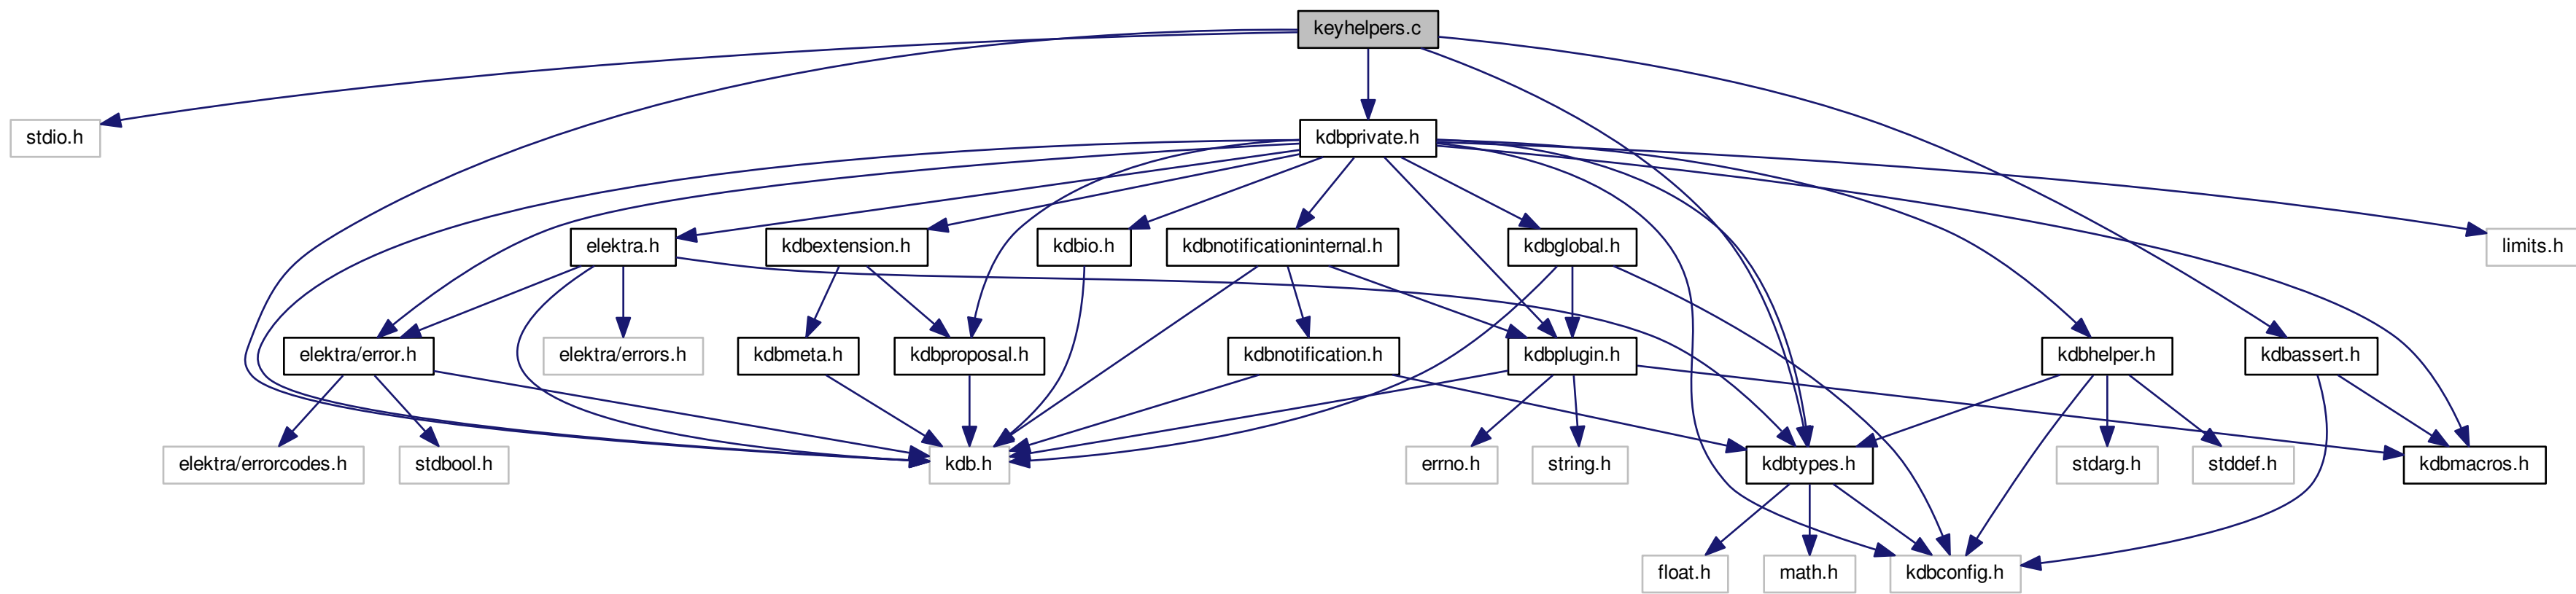 keyhelpers.c
stdio.h
kdbprivate.h
elektra.h
kdbextension.h
kdbio.h
kdbnotificationinternal.h
kdbglobal.h
limits.h
elektra/error.h
elektra/errors.h
kdbmeta.h
kdbproposal.h
kdbnotification.h
kdbplugin.h
kdbhelper.h
kdbassert.h
elektra/errorcodes.h
stdbool.h
kdb.h
errno.h
string.h
kdbtypes.h
stdarg.h
stddef.h
kdbmacros.h
float.h
math.h
kdbconfig.h